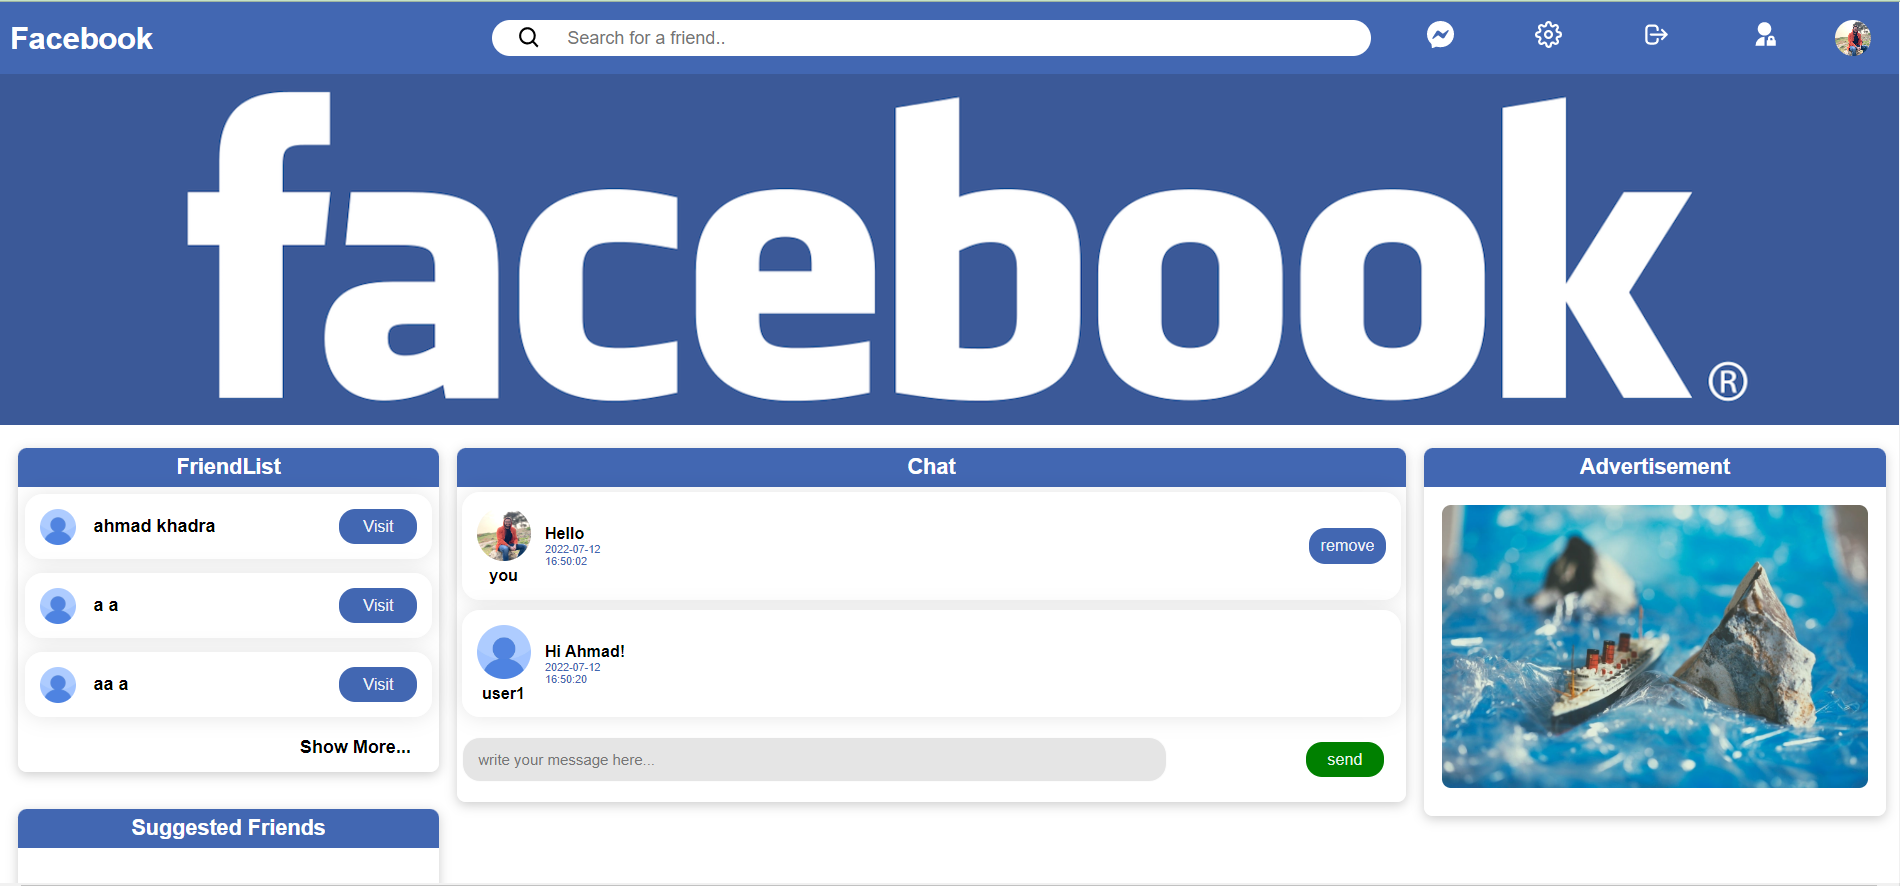 Facebook
Search for a friend..
facebook®
FriendList
ahmad khadra
Visit
a a
Visit
aa a
Visit
Show More...
Suggested Friends
Chat
Hello
2022-07-12
16:50:02
you
remove
Hi Ahmad!
2022-07-12
16:50:20
user1
write your message here...
send
Advertisement